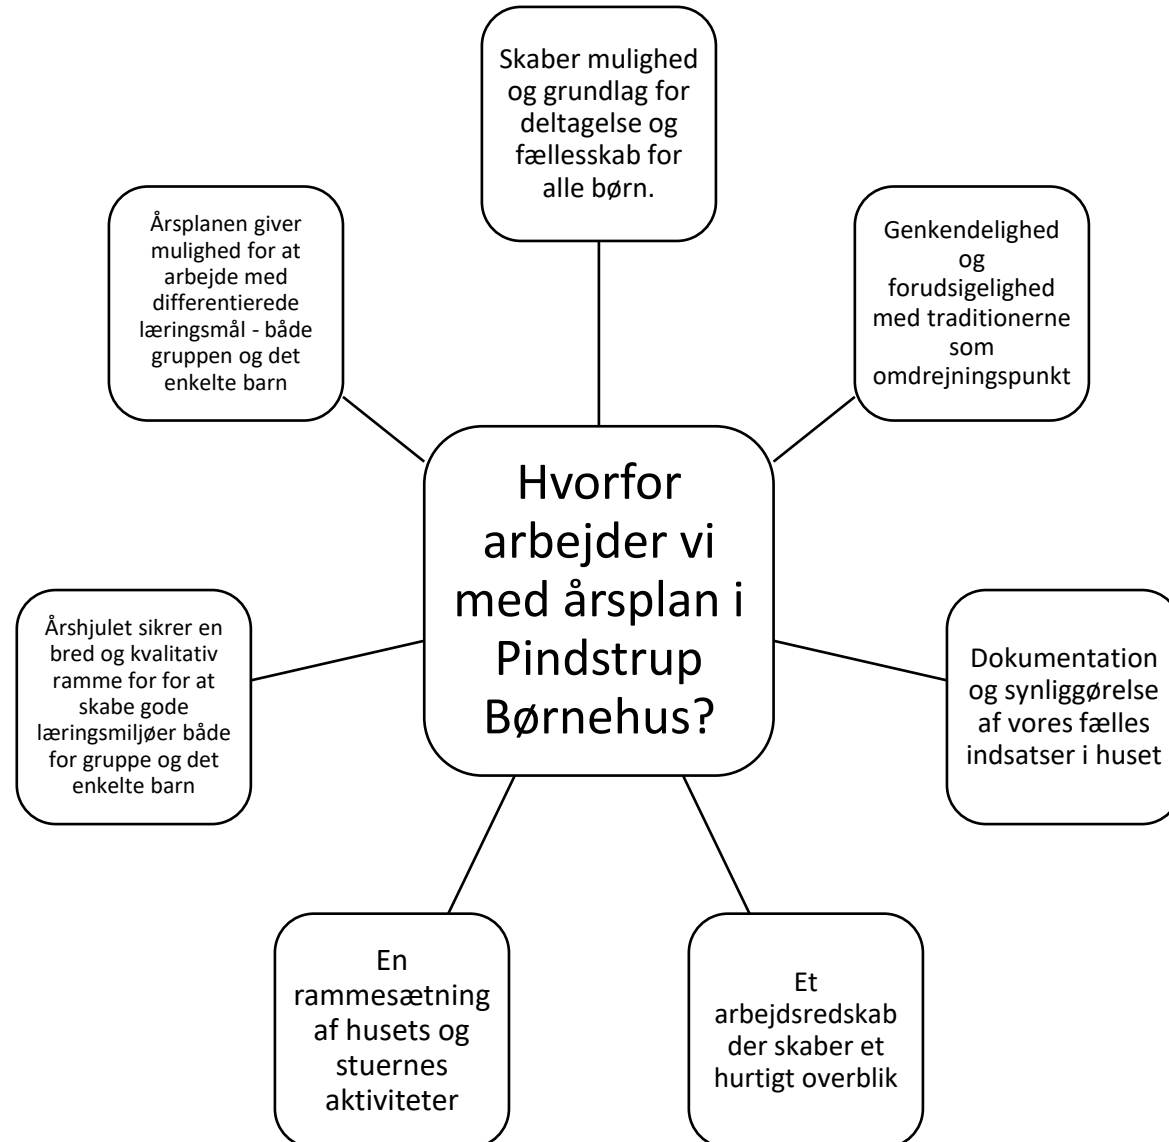 Skaber mulighed
og grundlag for
deltagelse og
fællesskab for
alle børn.
Genkendelighed
og
forudsigelighed
med traditionerne
som
omdrejningspunkt
Dokumentation
og synliggørelse
af vores fælles
indsatser i huset
Et
arbejdsredskab
der skaber et
hurtigt overblik
En
rammesætning
af husets og
stuernes
aktiviteter
Årshjulet sikrer en
bred og kvalitativ
ramme for for at
skabe gode
læringsmiljøer både
for gruppe og det
enkelte barn
Årsplanen giver
mulighed for at
arbejde med
differentierede
læringsmål - både
gruppen og det
enkelte barn
Hvorfor
arbejder vi
med årsplan i
Pindstrup
Børnehus?